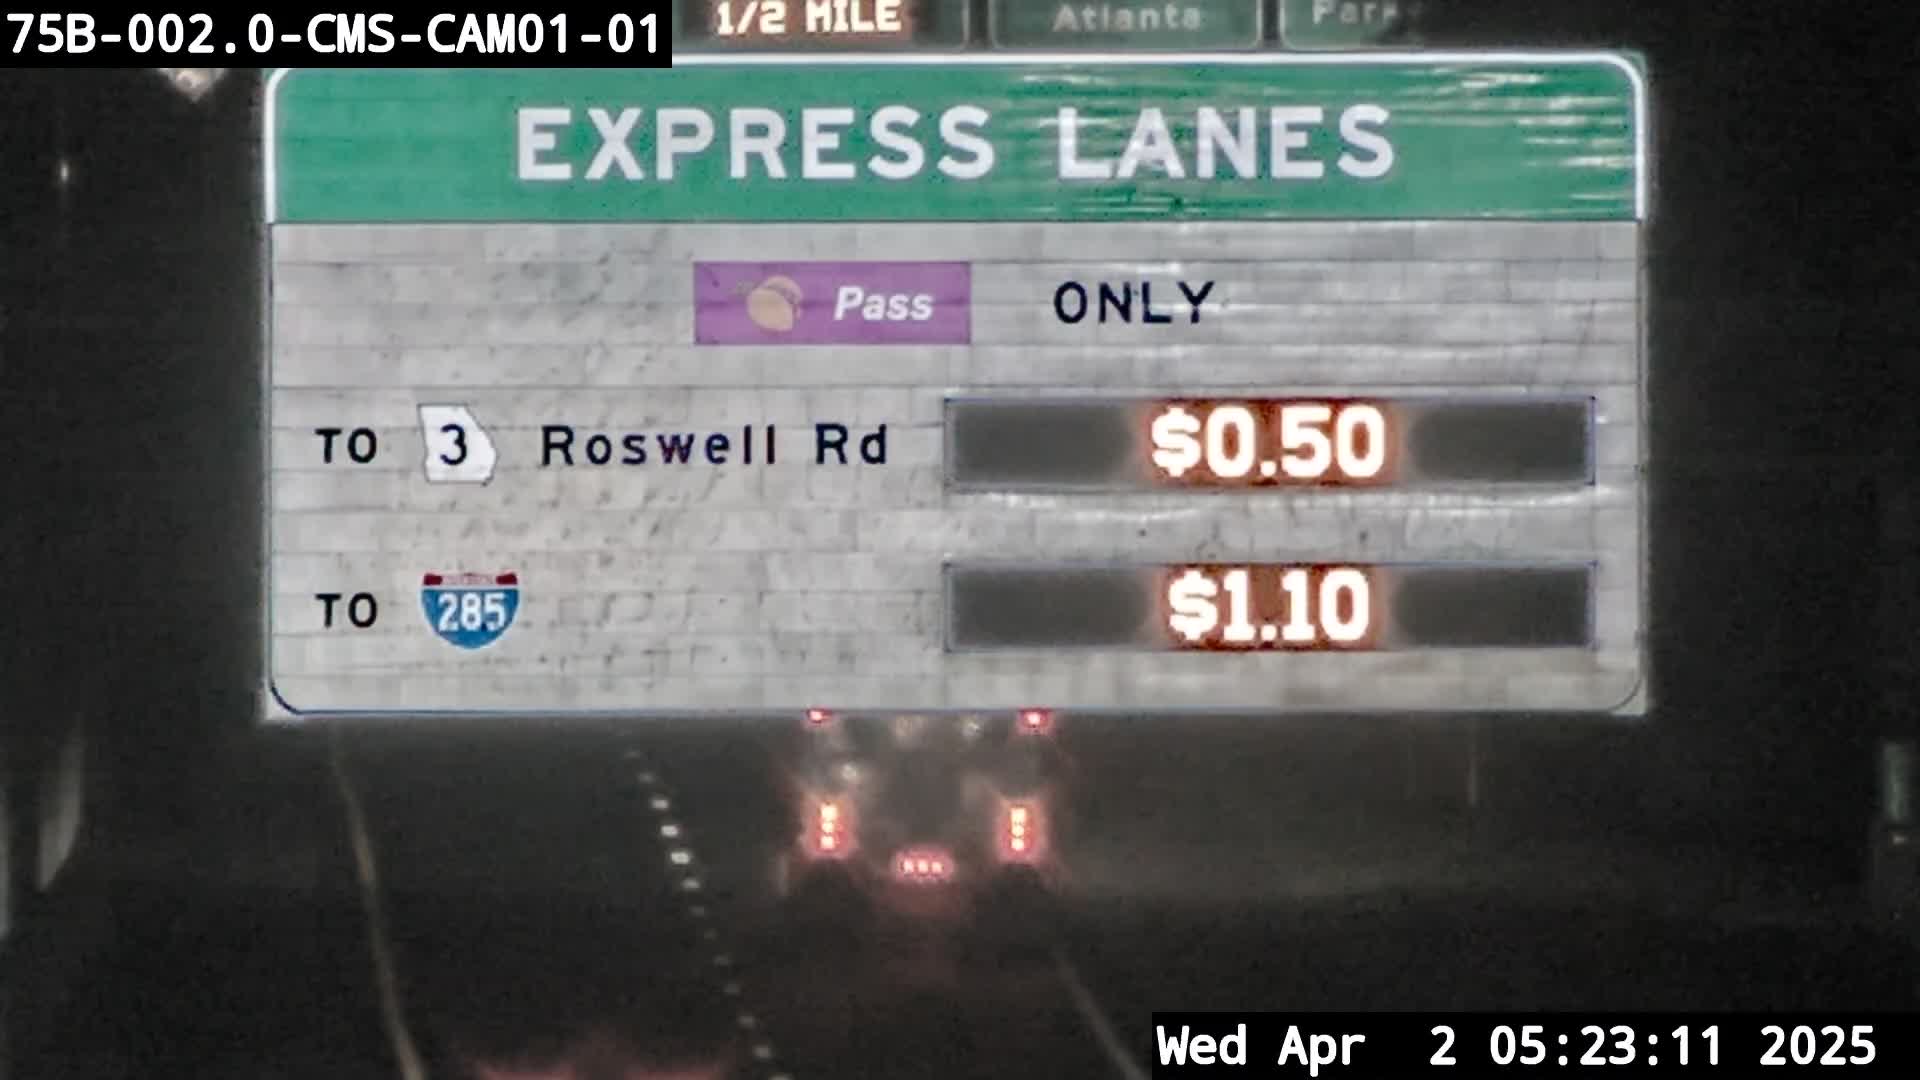 75B-002.0-CMS-CAM01-01
1/2 MILE
Atlanta
EXPRESS LANES
Pass ONLY
TO 3 Roswell Rd $0.50
TO 285 $1.10
Wed Apr 2 05:23:11 2025